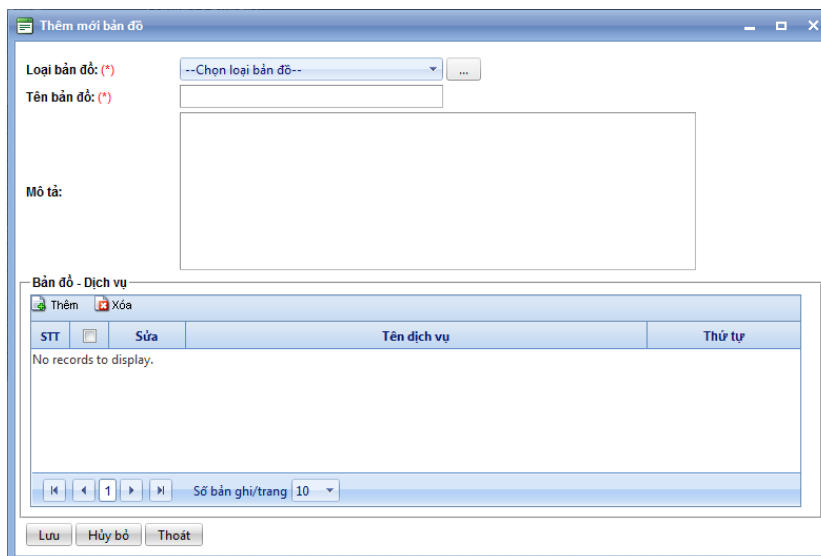 Thêm mới bản đồ
Loại bản đồ: (*) --Chọn loại bản đồ-- ...
Tên bản đồ: (*)
Mô tả:
Bản đồ - Dịch vụ
Thêm Xóa
STT Sửa Tên dịch vụ Thứ tự
No records to display.
1 Số bản ghi/trang 10
Lưu Hủy bỏ Thoát